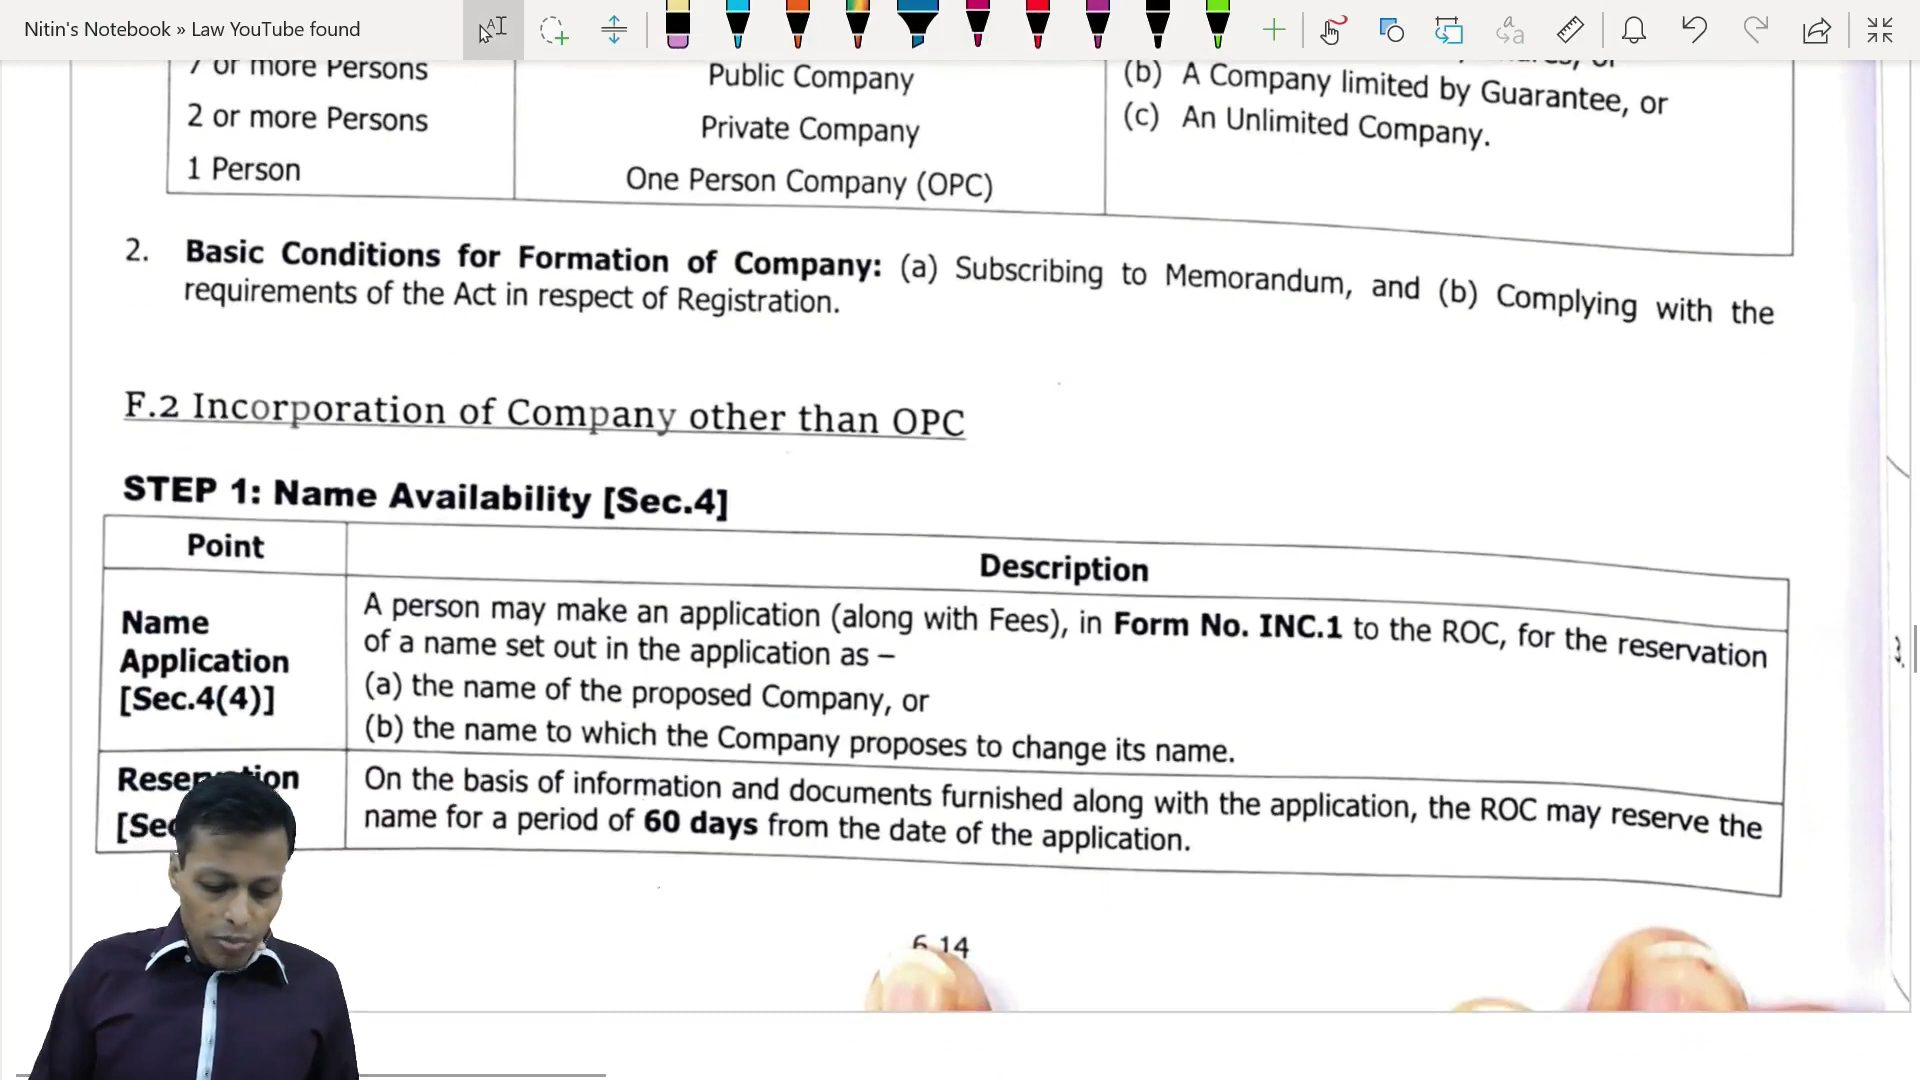 Nitin's Notebook » Law YouTube found
7 or more Persons
Public Company
(b) A Company limited by Guarantee, or
2 or more Persons
Private Company
(c) An Unlimited Company.
1 Person
One Person Company (OPC)
2. Basic Conditions for Formation of Company: (a) Subscribing to Memorandum, and (b) Complying with the
requirements of the Act in respect of Registration.
F.2 Incorporation of Company other than OPC
STEP 1: Name Availability [Sec.4]
Point
Description
Name
Application
[Sec.4(4)]
A person may make an application (along with Fees), in Form No. INC.1 to the ROC, for the reservation
of a name set out in the application as –
(a) the name of the proposed Company, or
(b) the name to which the Company proposes to change its name.
On the basis of information and documents furnished along with the application, the ROC may reserve the
name for a period of 60 days from the date of the application.
6.14